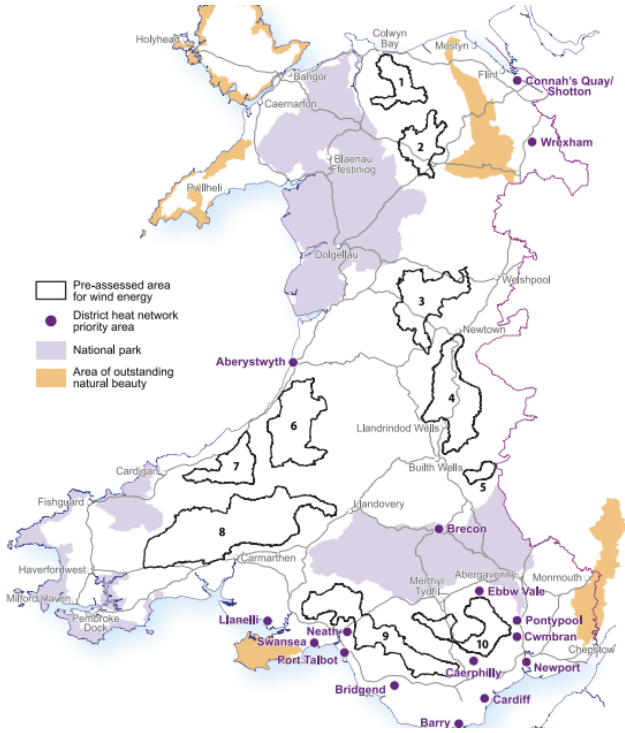 Colwyn
Bay
Holyhead
Mostyn
Bangor
Flint
1
Connah's Quay/
Shotton
Caernarfon
2
Wrexham
Blaenau
Ffestiniog
Pwllheli
Dolgellau
Welshpool
Pre-assessed area
for wind energy
3
District heat network
priority area
Newtown
National park
Aberystwyth
Area of outstanding
natural beauty
4
6
Llandrindod Wells
7
Builth Wells
Cardigan
5
Fishguard
Llandovery
8
Brecon
Carmarthen
Haverfordwest
Merthyr
Tydfil
Abergavenny
Monmouth
Milford Haven
Ebbw Vale
Pembroke
Dock
Llanelli
Pontypool
Neath
9
10
Cwmbran
Swansea
Chepstow
Port Talbot
Caerphilly
Newport
Bridgend
Cardiff
Barry